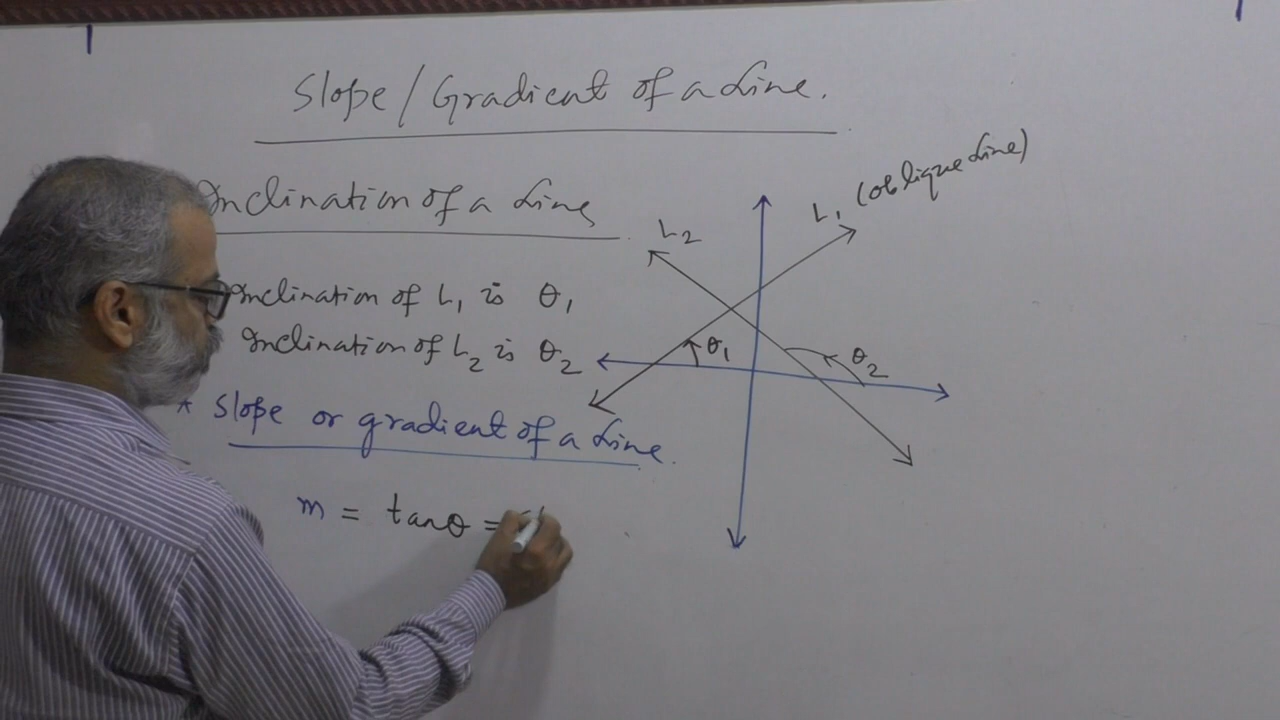 Slope / Gradient of a Line.
Inclination of a Line
L2
L1 (oblique Line)
Inclination of L1 is θ1
Inclination of L2 is θ2
θ1
θ2
* Slope or gradient of a Line.
m = tanθ =